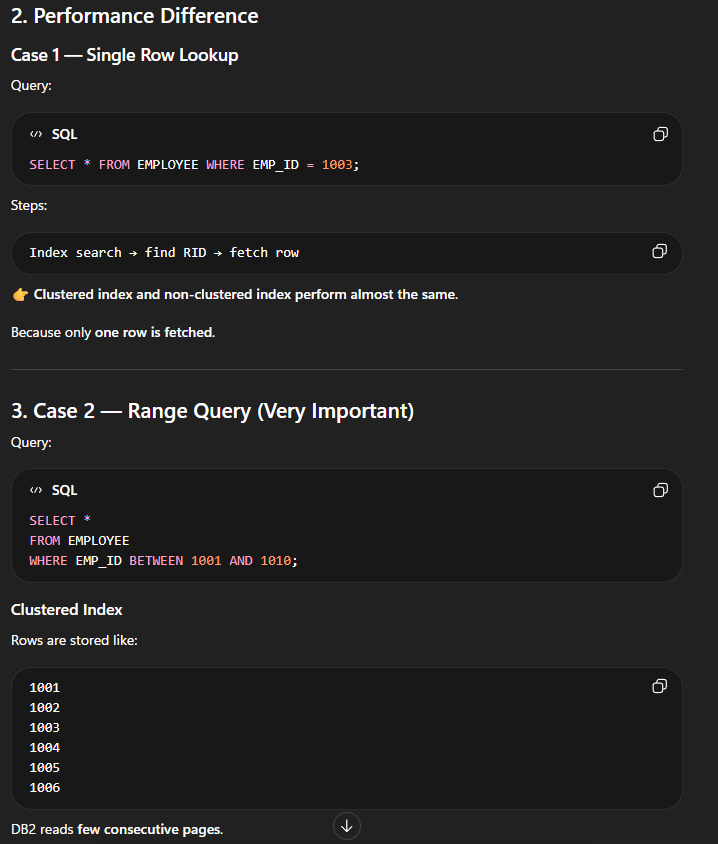 2. Performance Difference
Case 1 — Single Row Lookup
Query:
SQL
SELECT * FROM EMPLOYEE WHERE EMP_ID = 1003;
Steps:
Index search → find RID → fetch row
👉 Clustered index and non-clustered index perform almost the same.
Because only one row is fetched.
3. Case 2 — Range Query (Very Important)
Query:
SQL
SELECT *
FROM EMPLOYEE
WHERE EMP_ID BETWEEN 1001 AND 1010;
Clustered Index
Rows are stored like:
1001
1002
1003
1004
1005
1006
DB2 reads few consecutive pages.